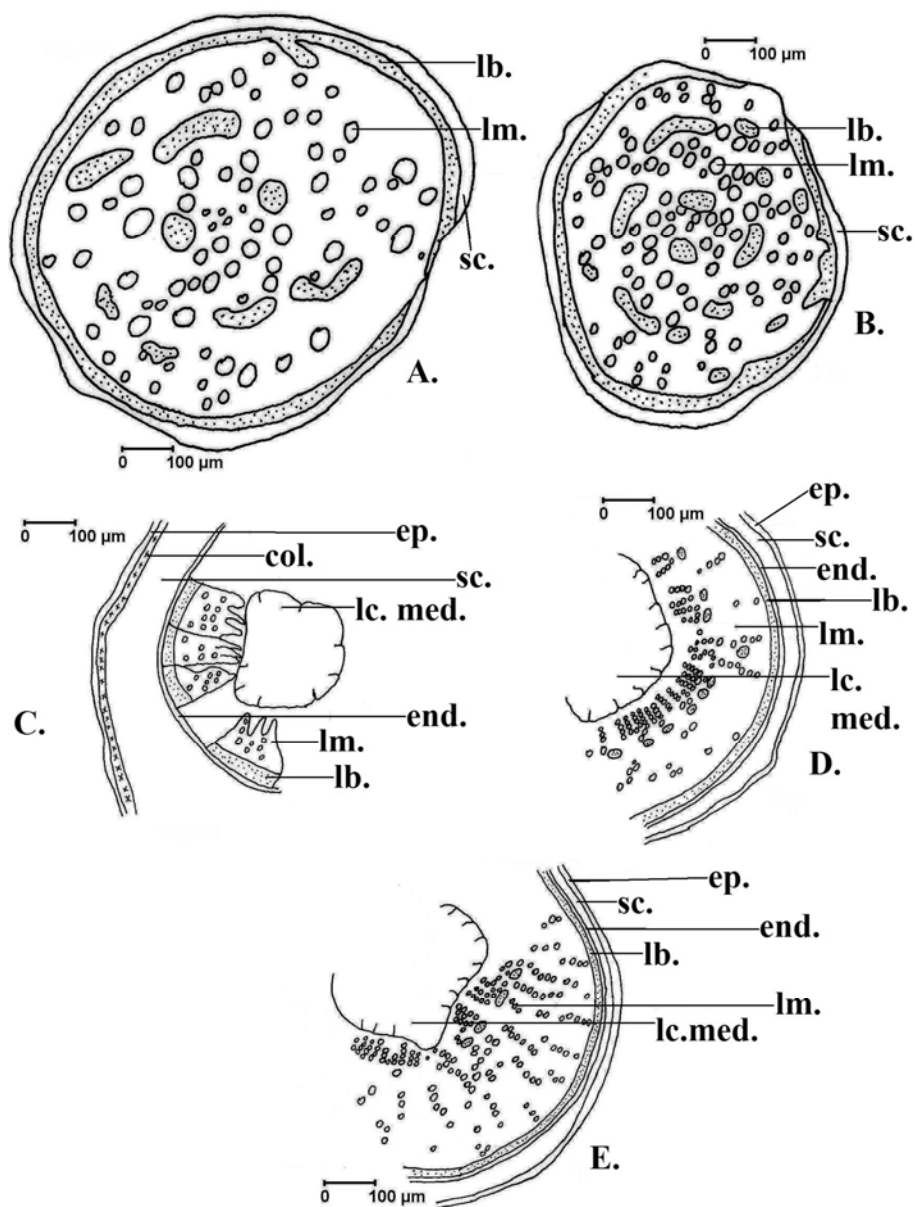 lb.
lm.
sc.
A.
0 100 µm
0 100 µm
lb.
lm.
sc.
B.
0 100 µm
ep.
col.
sc.
lc. med.
end.
lm.
lb.
C.
0 100 µm
ep.
sc.
end.
lb.
lm.
lc.
med.
D.
ep.
sc.
end.
lb.
lm.
lc.med.
E.
0 100 µm